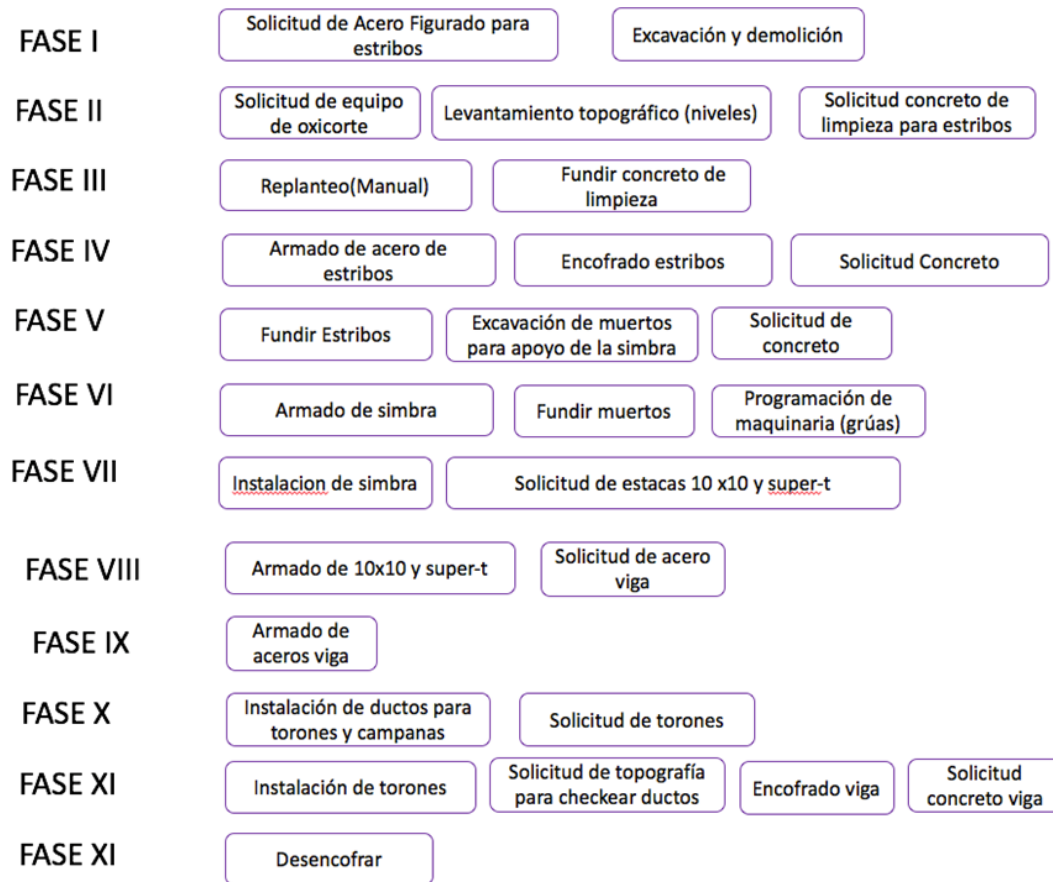 FASE I
Solicitud de Acero Figurado para
estribos
Excavación y demolición
FASE II
Solicitud de equipo
de oxicorte
Levantamiento topográfico (niveles)
Solicitud concreto de
limpieza para estribos
FASE III
Replanteo(Manual)
Fundir concreto de
limpieza
FASE IV
Armado de acero de
estribos
Encofrado estribos
Solicitud Concreto
FASE V
Fundir Estribos
Excavación de muertos
para apoyo de la simbra
Solicitud de
concreto
FASE VI
Armado de simbra
Fundir muertos
Programación de
maquinaria (grúas)
FASE VII
Instalacion de simbra
Solicitud de estacas 10 x10 y super-t
FASE VIII
Armado de 10x10 y super-t
Solicitud de acero
viga
FASE IX
Armado de
aceros viga
FASE X
Instalación de ductos para
torones y campanas
Solicitud de torones
FASE XI
Instalación de torones
Solicitud de topografía
para checkear ductos
Encofrado viga
Solicitud
concreto viga
FASE XI
Desencofrar